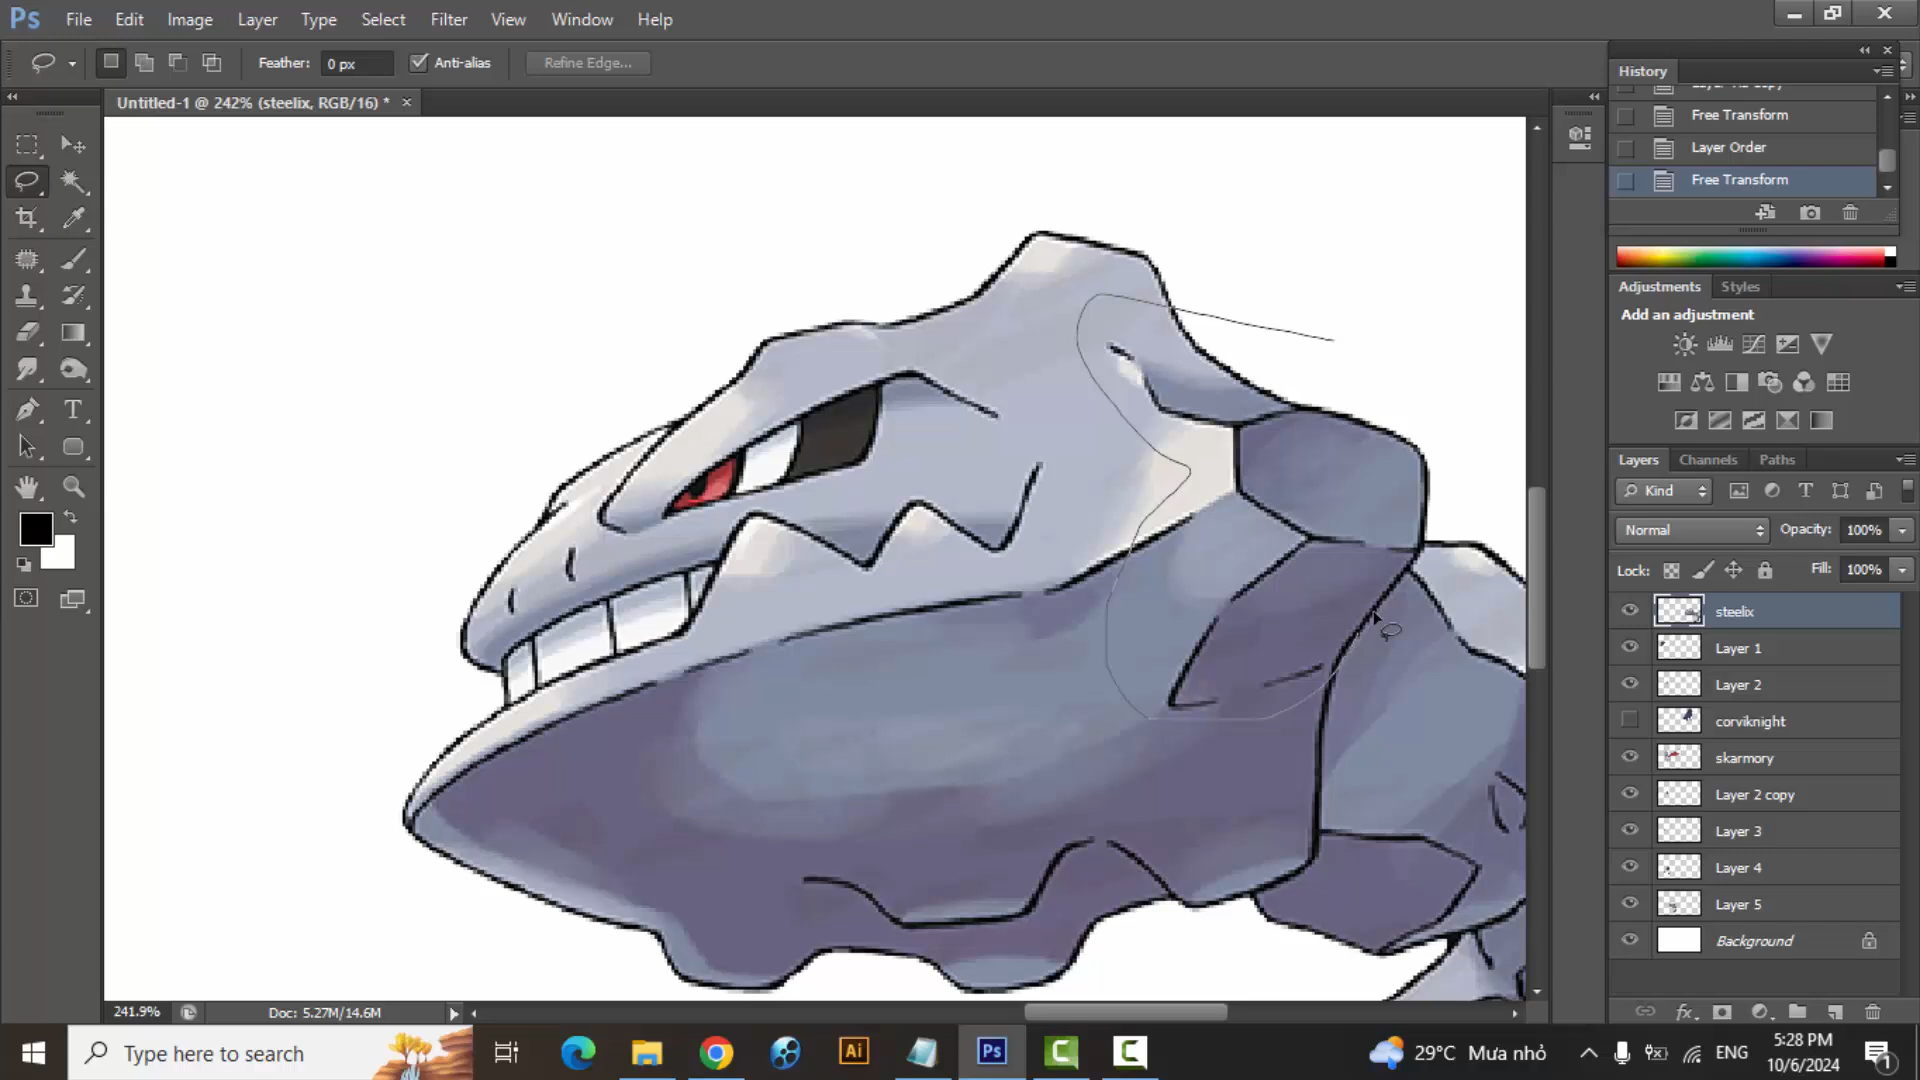 Ps File Edit Image Layer Type Select Filter View Window Help
Feather: 0 px Anti-alias Refine Edge...
Untitled-1 @ 242% (steelix, RGB/16) * ×
History
Free Transform
Layer Order
Free Transform
Adjustments Styles
Add an adjustment
Layers Channels Paths
Kind
Normal Opacity: 100%
Lock: Fill: 100%
steelix
Layer 1
Layer 2
corviknight
skarmory
Layer 2 copy
Layer 3
Layer 4
Layer 5
Background
241.9% Doc: 5.27M/14.6M
Type here to search
Ai Ps
29°C Mưa nhỏ ENG
5:28 PM
10/6/2024
1